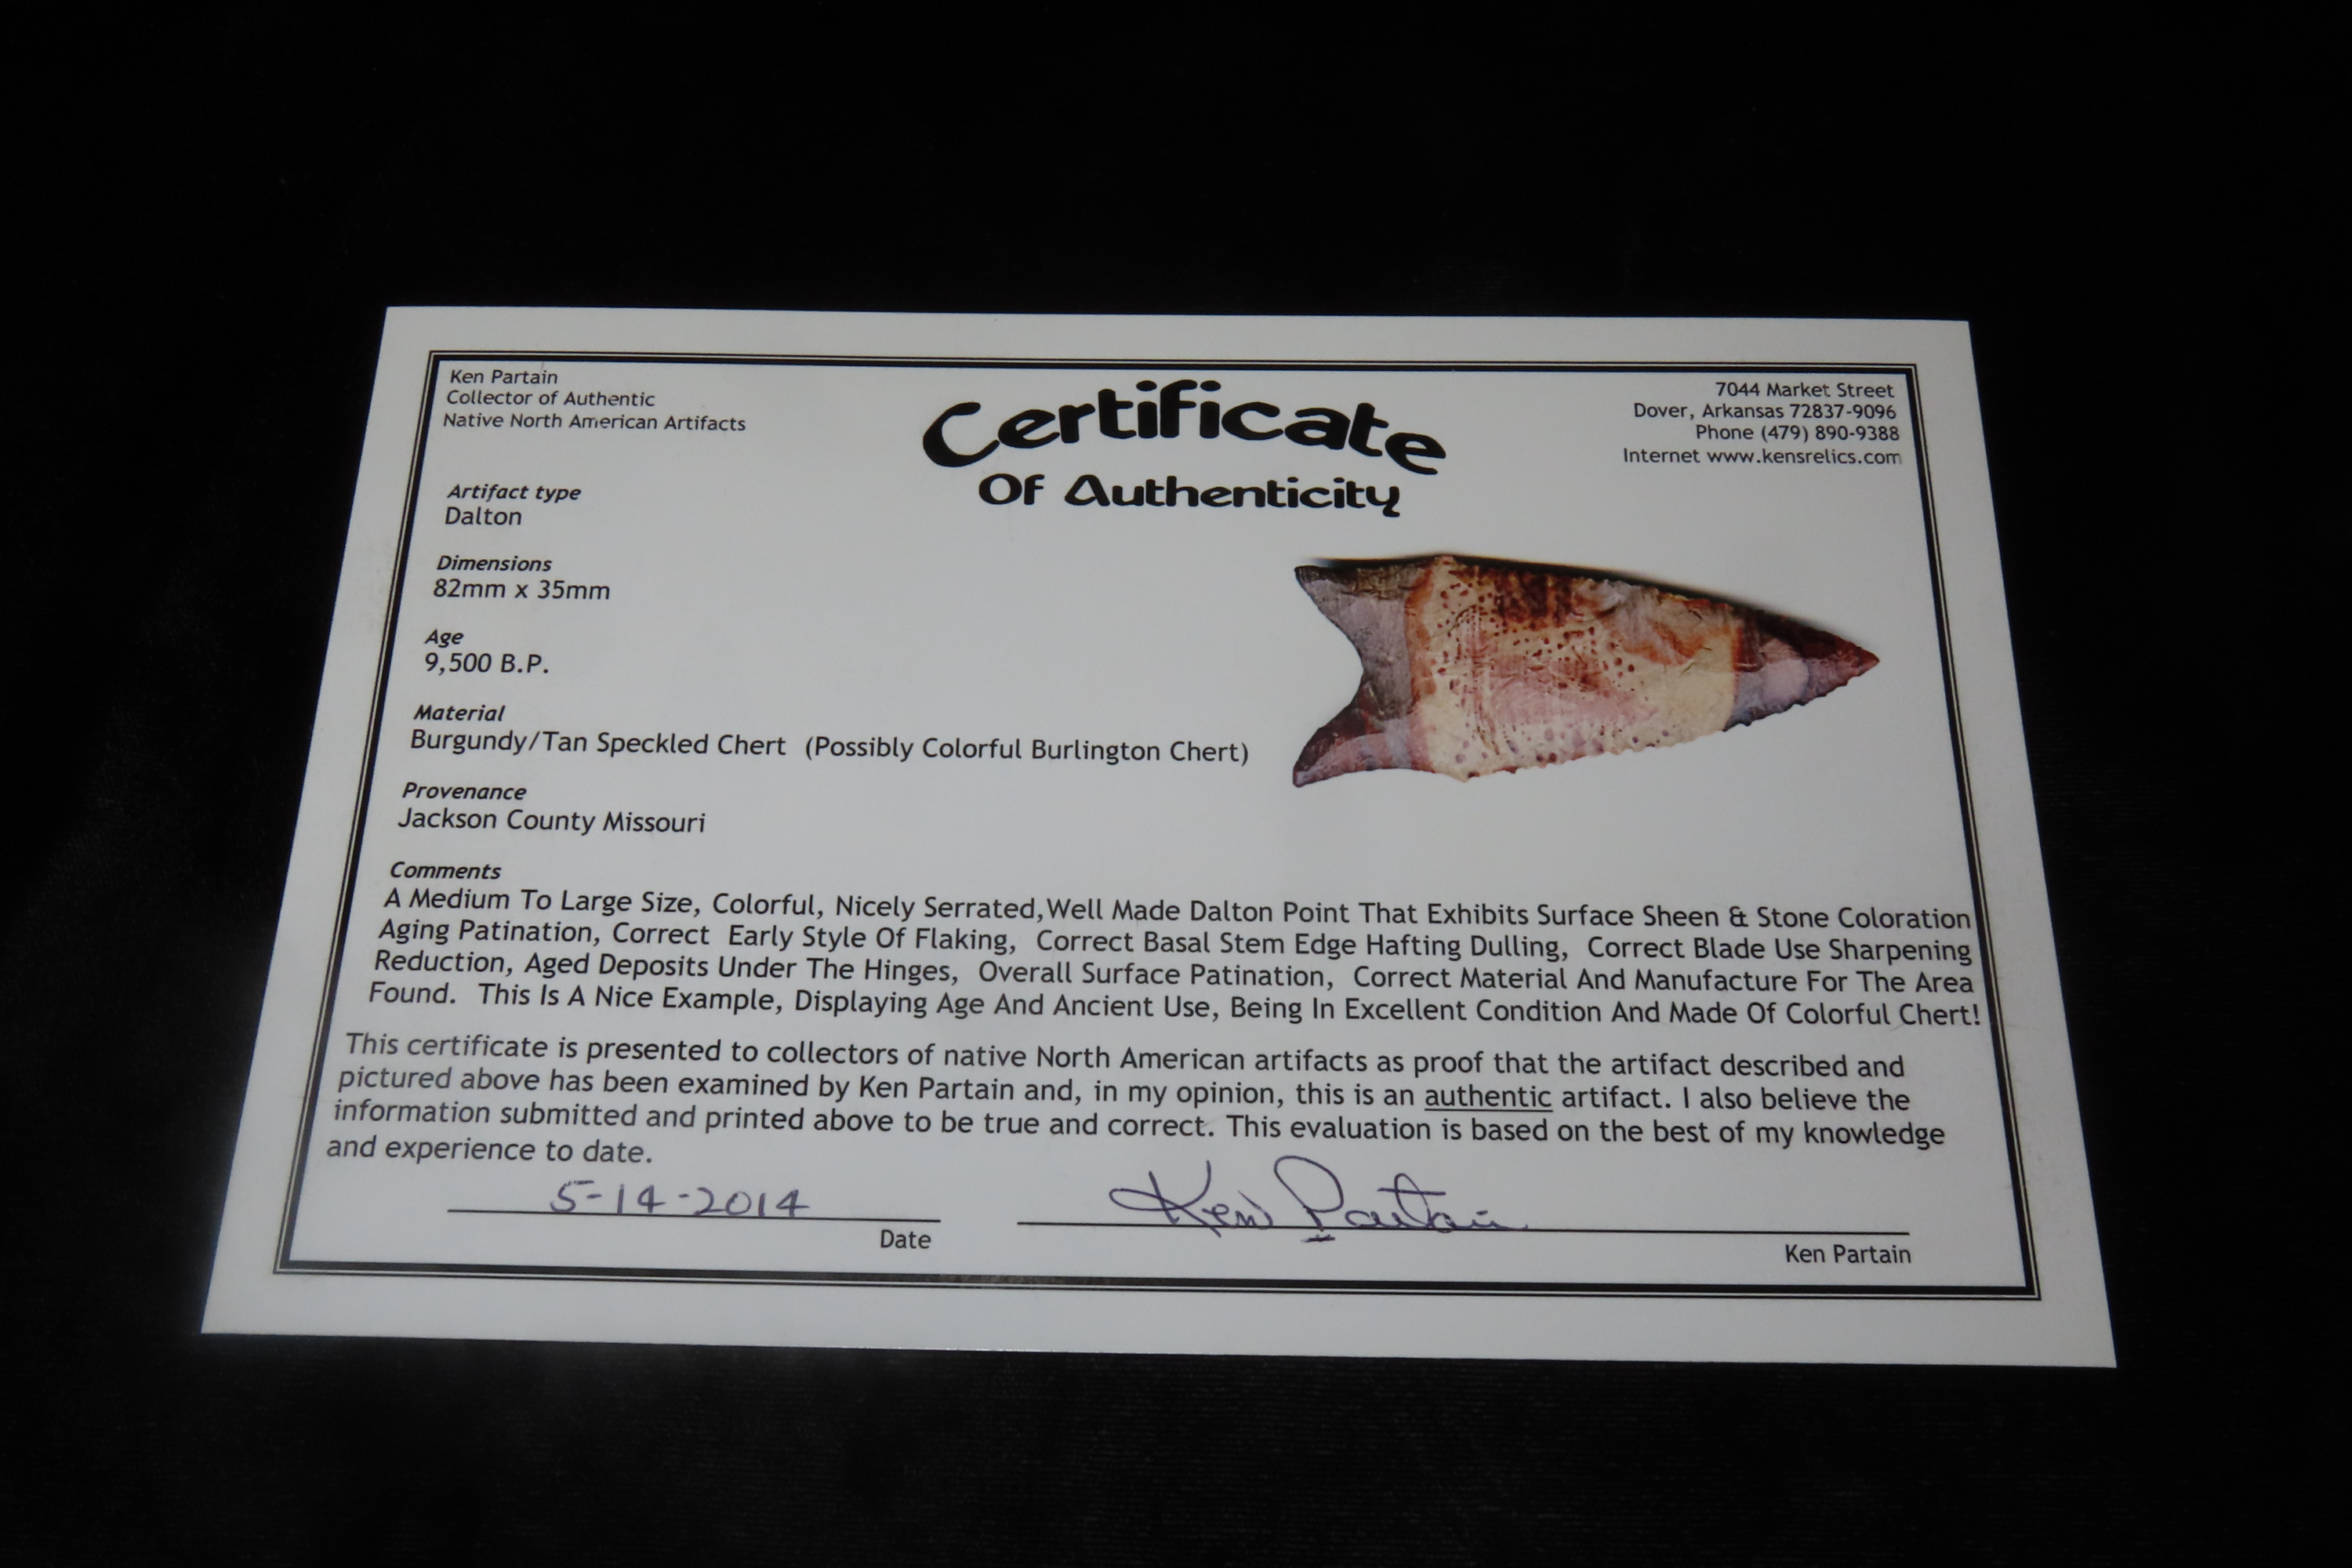 Ken Partain
Collector of Authentic
Native North American Artifacts
Certificate
Of Authenticity
7044 Market Street
Dover, Arkansas 72837-9096
Phone (479) 890-9388
Internet www.kensrelics.com
Artifact type
Dalton
Dimensions
82mm x 35mm
Age
9,500 B.P.
Material
Burgundy/Tan Speckled Chert (Possibly Colorful Burlington Chert)
Provenance
Jackson County Missouri
Comments
A Medium To Large Size, Colorful, Nicely Serrated,Well Made Dalton Point That Exhibits Surface Sheen & Stone Coloration
Aging Patination, Correct Early Style Of Flaking, Correct Basal Stem Edge Hafting Dulling, Correct Blade Use Sharpening
Reduction, Aged Deposits Under The Hinges, Overall Surface Patination, Correct Material And Manufacture For The Area
Found. This Is A Nice Example, Displaying Age And Ancient Use, Being In Excellent Condition And Made Of Colorful Chert!
This certificate is presented to collectors of native North American artifacts as proof that the artifact described and
pictured above has been examined by Ken Partain and, in my opinion, this is an authentic artifact. I also believe the
information submitted and printed above to be true and correct. This evaluation is based on the best of my knowledge
and experience to date.
5-14-2014
Ken Partain
Date
Ken Partain